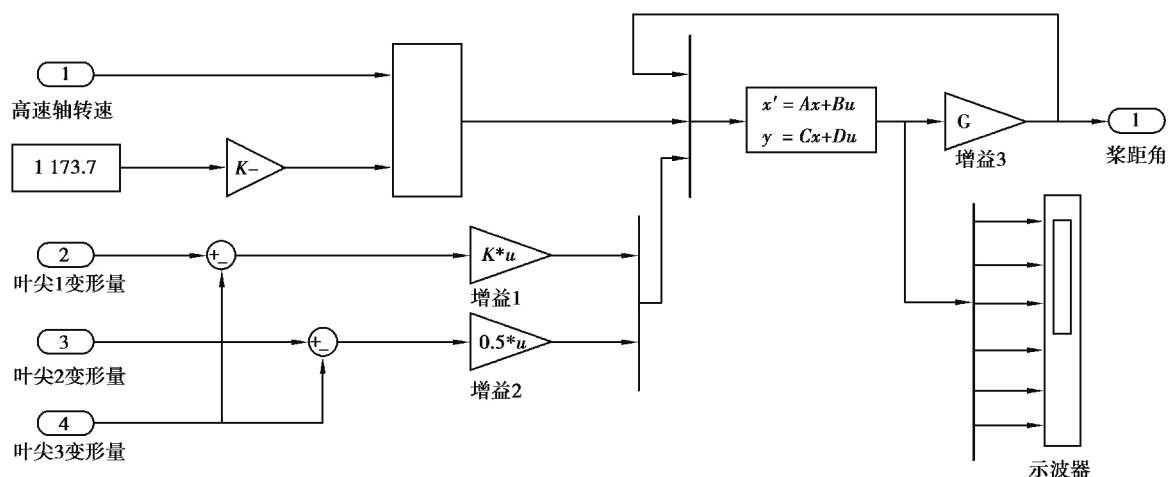 1
高速轴转速
1 173.7
K–
x′ = Ax+Bu
y = Cx+Du
G
增益3
1
桨距角
2
叶尖1变形量
+
–
K*u
增益1
3
叶尖2变形量
+
–
0.5*u
增益2
4
叶尖3变形量
示波器